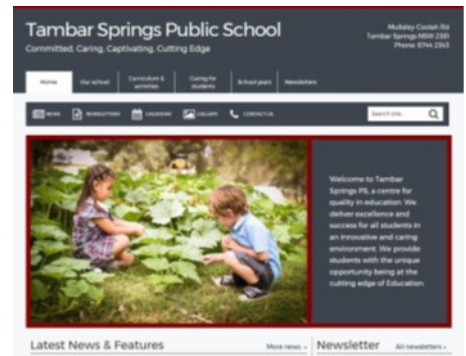 Tambar Springs Public School
Committed, Caring, Captivating, Cutting Edge
Mullaley Coolah Rd
Tambar Springs NSW 2381
Phone: 6744 2343
Home
Our school
Curriculum &
activities
Caring for
students
School years
Newsletters
NEWS
NEWSLETTERS
CALENDAR
GALLERY
CONTACT US
Search site...
Welcome to Tambar
Springs PS, a centre for
quality in education. We
deliver excellence and
success for all students in
an innovative and caring
environment. We provide
students with the unique
opportunity being at the
cutting edge of Education.
Latest News & Features
More news
Newsletter
All newsletters